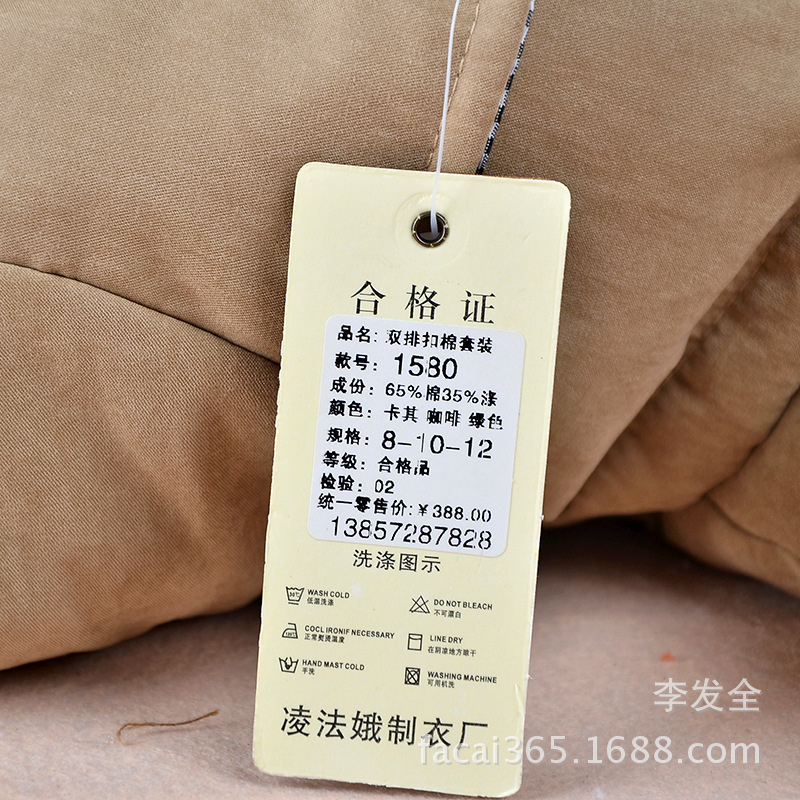 合格证
品名: 双排扣棉套装
款号: 1580
成份: 65%棉35%涤
颜色: 卡其 咖啡 绿色
规格: 8-10-12
等级: 合格品
检验: 02
统一零售价:￥388.00
13857287828
洗涤图示
30°C WASH COLD
低温洗涤
DO NOT BLEACH
不可漂白
COCL IRONIF NECESSARY
正常熨烫温度
LINE DRY
在阴凉地方晾干
HAND MAST COLD
手洗
WASHING MACHINE
可用机洗
李发全
凌法娥制衣厂
facai365.1688.com